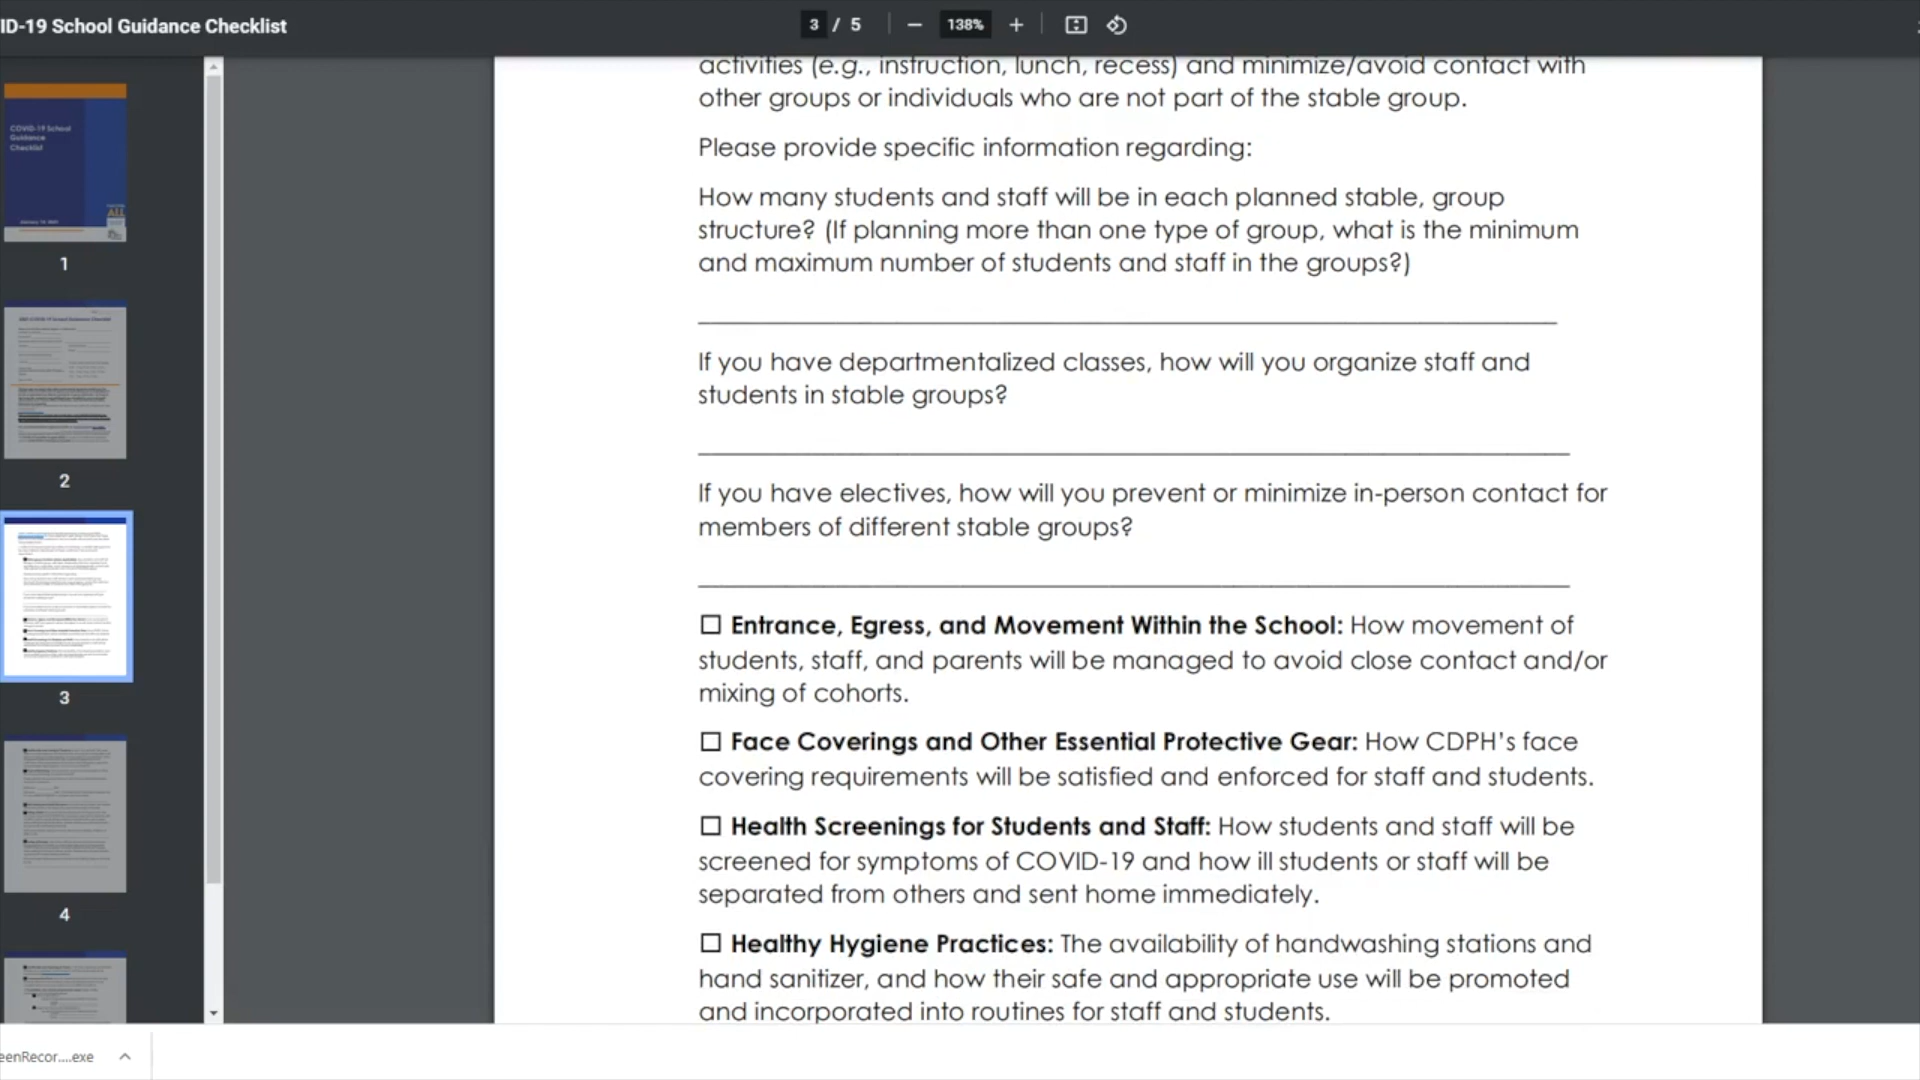 ID-19 School Guidance Checklist
3 / 5
138%
COVID-19 School
Guidance
Checklist
1
2
3
4
activities (e.g., instruction, lunch, recess) and minimize/avoid contact with
other groups or individuals who are not part of the stable group.
Please provide specific information regarding:
How many students and staff will be in each planned stable, group
structure? (If planning more than one type of group, what is the minimum
and maximum number of students and staff in the groups?)
If you have departmentalized classes, how will you organize staff and
students in stable groups?
If you have electives, how will you prevent or minimize in-person contact for
members of different stable groups?
☐ Entrance, Egress, and Movement Within the School: How movement of
students, staff, and parents will be managed to avoid close contact and/or
mixing of cohorts.
☐ Face Coverings and Other Essential Protective Gear: How CDPH’s face
covering requirements will be satisfied and enforced for staff and students.
☐ Health Screenings for Students and Staff: How students and staff will be
screened for symptoms of COVID-19 and how ill students or staff will be
separated from others and sent home immediately.
☐ Healthy Hygiene Practices: The availability of handwashing stations and
hand sanitizer, and how their safe and appropriate use will be promoted
and incorporated into routines for staff and students.
eenRecor....exe